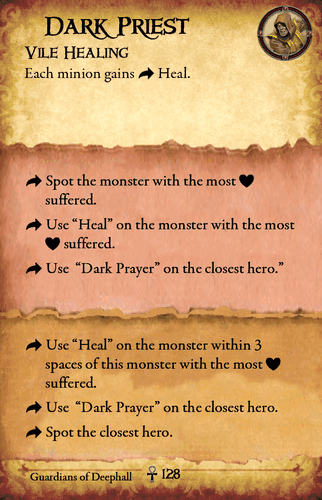 Dark Priest
Vile Healing
Each minion gains Heal.
Spot the monster with the most
suffered.
Use “Heal” on the monster with the most
suffered.
Use “Dark Prayer” on the closest hero.”
Use “Heal” on the monster within 3
spaces of this monster with the most
suffered.
Use “Dark Prayer” on the closest hero.
Spot the closest hero.
Guardians of Deephall 128